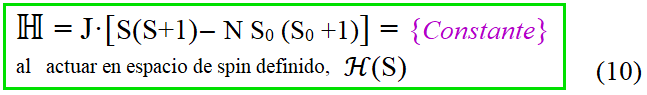 ℍ = J·[S(S+1)– N S₀ (S₀ +1)] = {Constante}
al actuar en espacio de spin definido, ℋ(S)
(10)